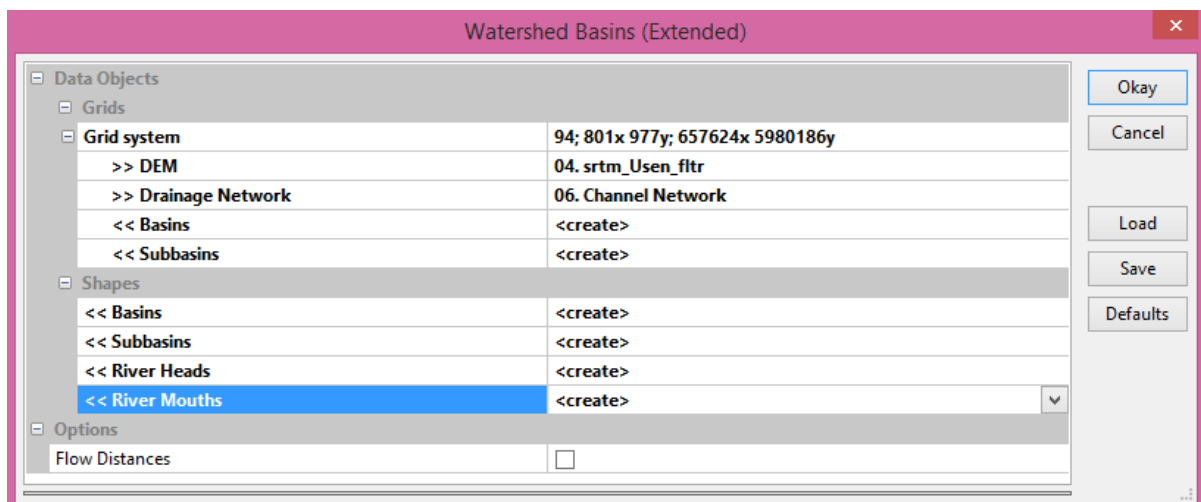 Watershed Basins (Extended)
Data Objects
Grids
Grid system 94; 801x 977y; 657624x 5980186y
>> DEM 04. srtm_Usen_fltr
>> Drainage Network 06. Channel Network
<< Basins <create>
<< Subbasins <create>
Shapes
<< Basins <create>
<< Subbasins <create>
<< River Heads <create>
<< River Mouths <create>
Options
Flow Distances
Okay
Cancel
Load
Save
Defaults